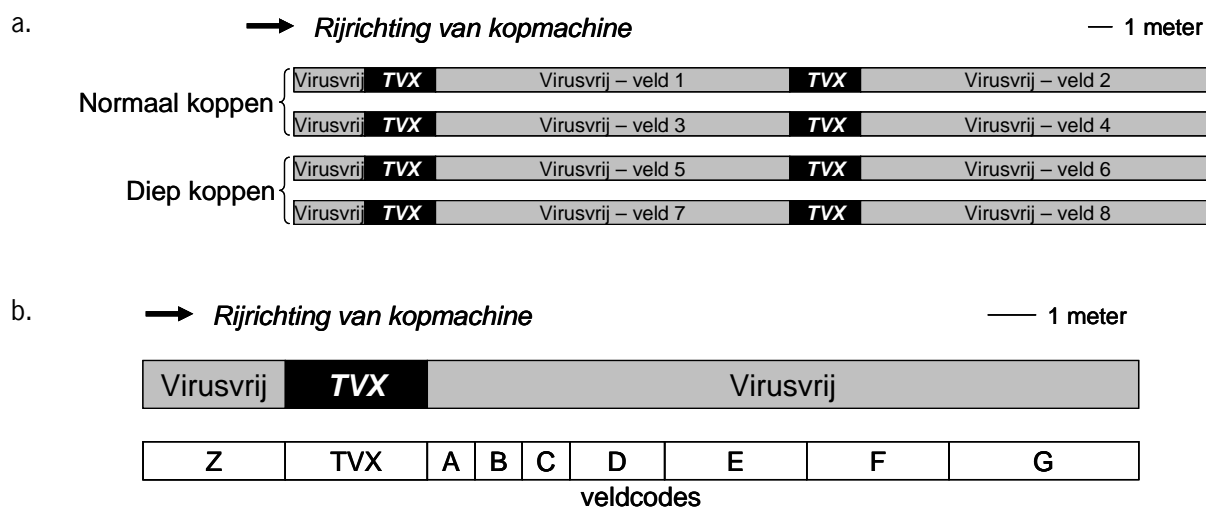 a. Rijrichting van kopmachine 1 meter
Virusvrij TVX Virusvrij – veld 1 TVX Virusvrij – veld 2
Normaal koppen
Virusvrij TVX Virusvrij – veld 3 TVX Virusvrij – veld 4
Virusvrij TVX Virusvrij – veld 5 TVX Virusvrij – veld 6
Diep koppen
Virusvrij TVX Virusvrij – veld 7 TVX Virusvrij – veld 8
b. Rijrichting van kopmachine 1 meter
Virusvrij TVX Virusvrij
Z TVX A B C D E F G
veldcodes